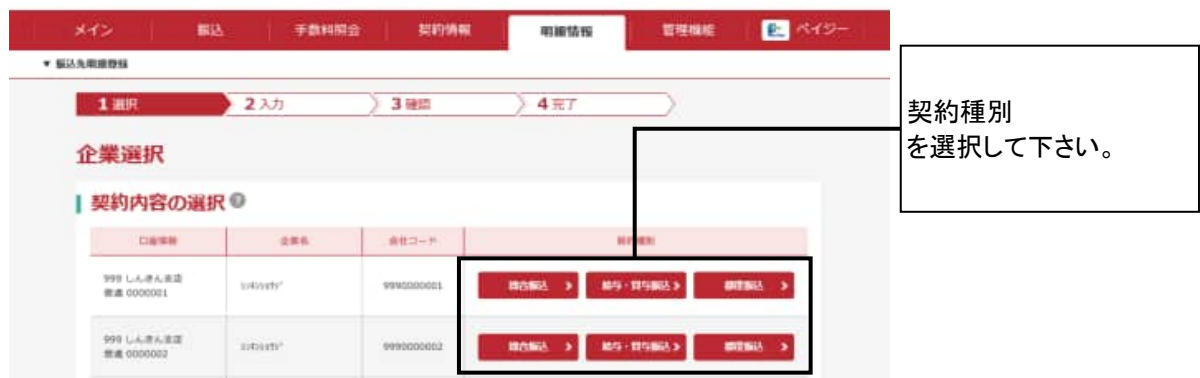 メイン 振込 手数料照会 契約情報 明細情報 管理機能 ペイジー
▼ 振込先明細登録
1 選択 2 入力 3 確認 4 完了
契約種別
を選択して下さい。
企業選択
契約内容の選択 ?
口座情報 企業名 会社コード 契約種別
999 しんきん支店
普通 0000001
9990000001 総合振込 給与・賞与振込 都度振込
999 しんきん支店
普通 0000002
9990000002 総合振込 給与・賞与振込 都度振込